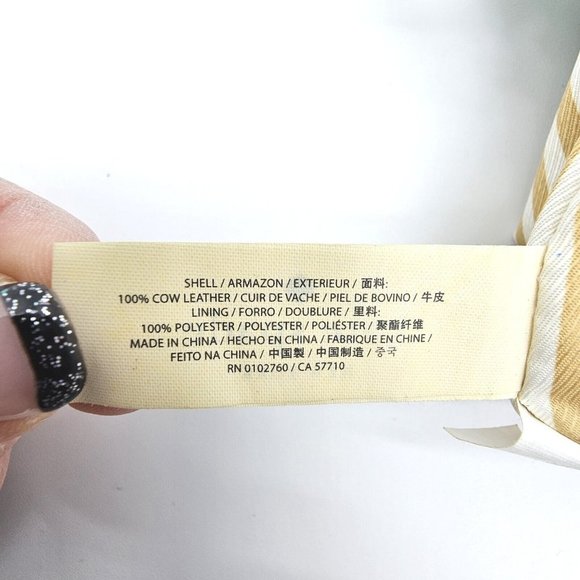 SHELL / ARMAZON / EXTERIEUR / 面料:
100% COW LEATHER / CUIR DE VACHE / PIEL DE BOVINO / 牛皮
LINING / FORRO / DOUBLURE / 里料:
100% POLYESTER / POLYESTER / POLIÉSTER / 聚酯纤维
MADE IN CHINA / HECHO EN CHINA / FABRIQUE EN CHINE /
FEITO NA CHINA / 中国製 / 中国制造 / 중국
RN 0102760 / CA 57710